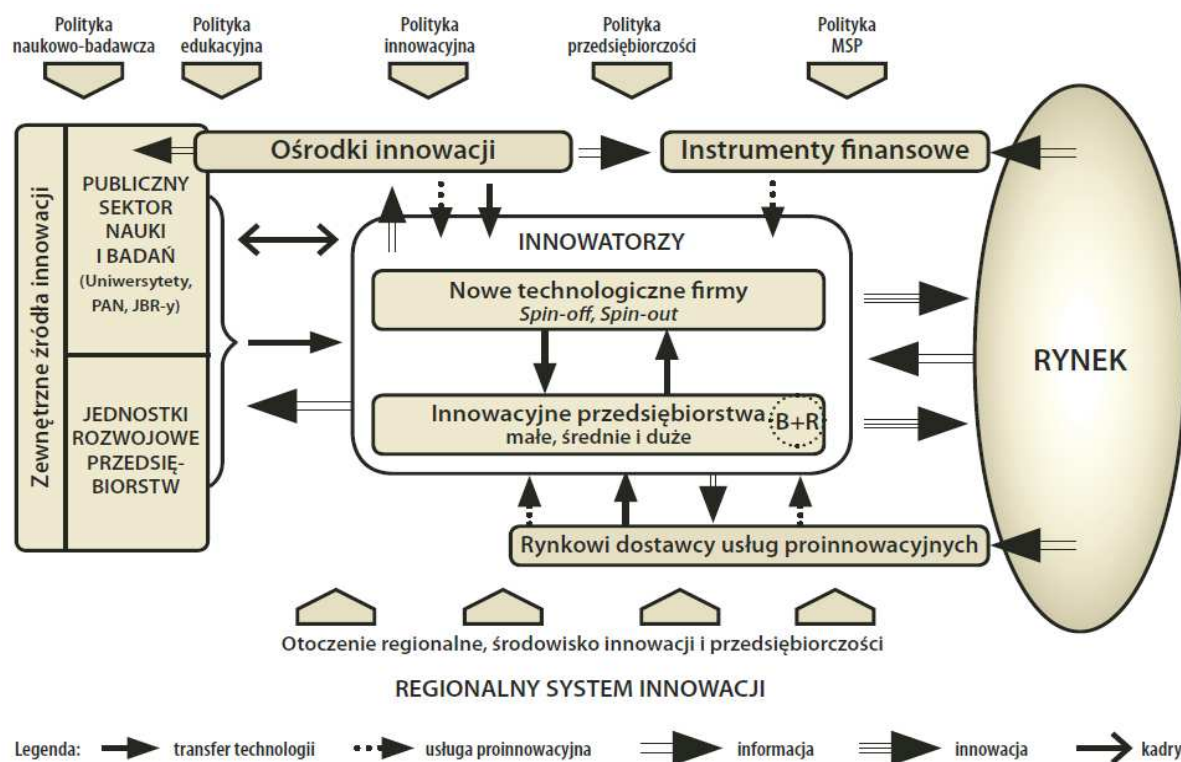 Polityka
naukowo-badawcza
Polityka
edukacyjna
Polityka
innowacyjna
Polityka
przedsiębiorczości
Polityka
MSP
Zewnętrzne źródła innowacji
PUBLICZNY
SEKTOR
NAUKI
I BADAŃ
(Uniwersytety,
PAN, JBR-y)
JEDNOSTKI
ROZWOJOWE
PRZEDSIĘ-
BIORSTW
Ośrodki innowacji
Instrumenty finansowe
INNOWATORZY
Nowe technologiczne firmy
Spin-off, Spin-out
Innowacyjne przedsiębiorstwa
małe, średnie i duże
B+R
RYNEK
Rynkowi dostawcy usług proinnowacyjnych
Otoczenie regionalne, środowisko innowacji i przedsiębiorczości
REGIONALNY SYSTEM INNOWACJI
Legenda: transfer technologii usługa proinnowacyjna informacja innowacja kadry